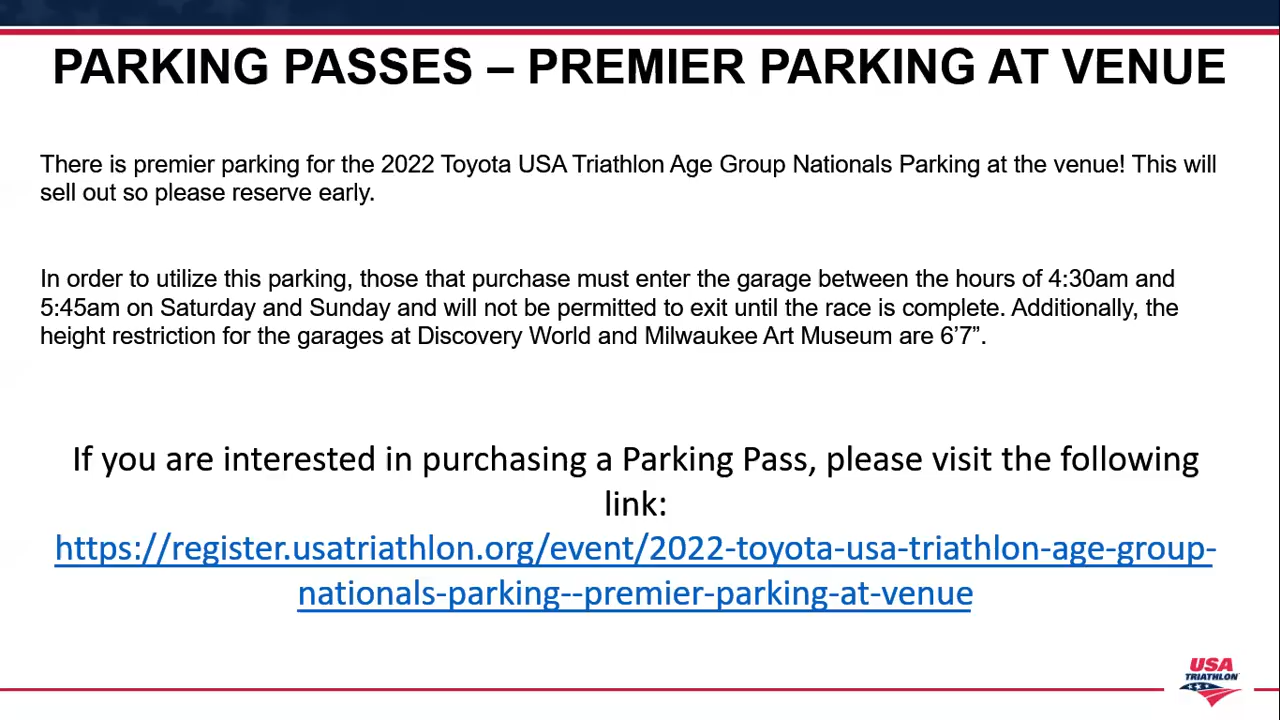 PARKING PASSES – PREMIER PARKING AT VENUE
There is premier parking for the 2022 Toyota USA Triathlon Age Group Nationals Parking at the venue! This will
sell out so please reserve early.
In order to utilize this parking, those that purchase must enter the garage between the hours of 4:30am and
5:45am on Saturday and Sunday and will not be permitted to exit until the race is complete. Additionally, the
height restriction for the garages at Discovery World and Milwaukee Art Museum are 6’7”.
If you are interested in purchasing a Parking Pass, please visit the following
link:
https://register.usatriathlon.org/event/2022-toyota-usa-triathlon-age-group-
nationals-parking--premier-parking-at-venue
USA
TRIATHLON